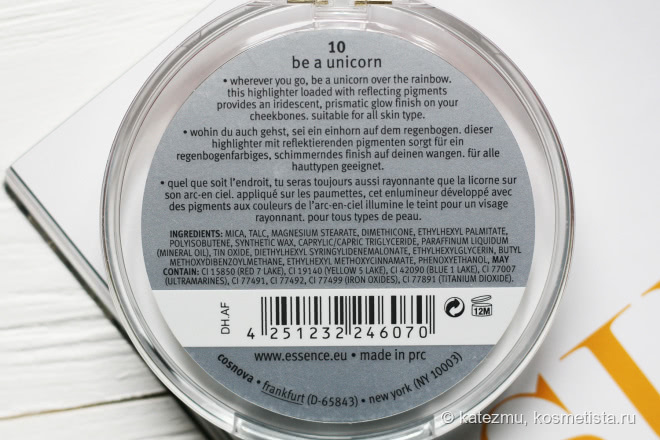 10
be a unicorn
• wherever you go, be a unicorn over the rainbow.
this highlighter loaded with reflecting pigments
provides an iridescent, prismatic glow finish on your
cheekbones. suitable for all skin type.
• wohin du auch gehst, sei ein einhorn auf dem regenbogen. dieser
highlighter mit reflektierenden pigmenten sorgt für ein
regenbogenfarbiges, schimmerndes finish auf deinen wangen. für alle
hauttypen geeignet.
• quel que soit l'endroit, tu seras toujours aussi rayonnante que la licorne sur
son arc-en ciel. appliqué sur les paumettes, cet enlumineur développé avec
des pigments aux couleurs de l'arc-en-ciel illumine le teint pour un visage
rayonnant. pour tous types de peau.
INGREDIENTS: MICA, TALC, MAGNESIUM STEARATE, DIMETHICONE, ETHYLHEXYL PALMITATE,
POLYISOBUTENE, SYNTHETIC WAX, CAPRYLIC/CAPRIC TRIGLYCERIDE, PARAFFINUM LIQUIDUM
(MINERAL OIL), TIN OXIDE, DIETHYLHEXYL SYRINGYLIDENEMALONATE, ETHYLHEXYLGLYCERIN, BUTYL
METHOXYDIBENZOYLMETHANE, ETHYLHEXYL METHOXYCINNAMATE, PHENOXYETHANOL, MAY
CONTAIN: CI 15850 (RED 7 LAKE), CI 19140 (YELLOW 5 LAKE), CI 42090 (BLUE 1 LAKE), CI 77007
(ULTRAMARINES), CI 77491, CI 77492, CI 77499 (IRON OXIDES), CI 77891 (TITANIUM DIOXIDE).
DH.AF
4 251232 246070
12M
www.essence.eu • made in prc
cosnova • frankfurt (D-65843) • new york (NY 10003)
© katezmu, kosmetista.ru